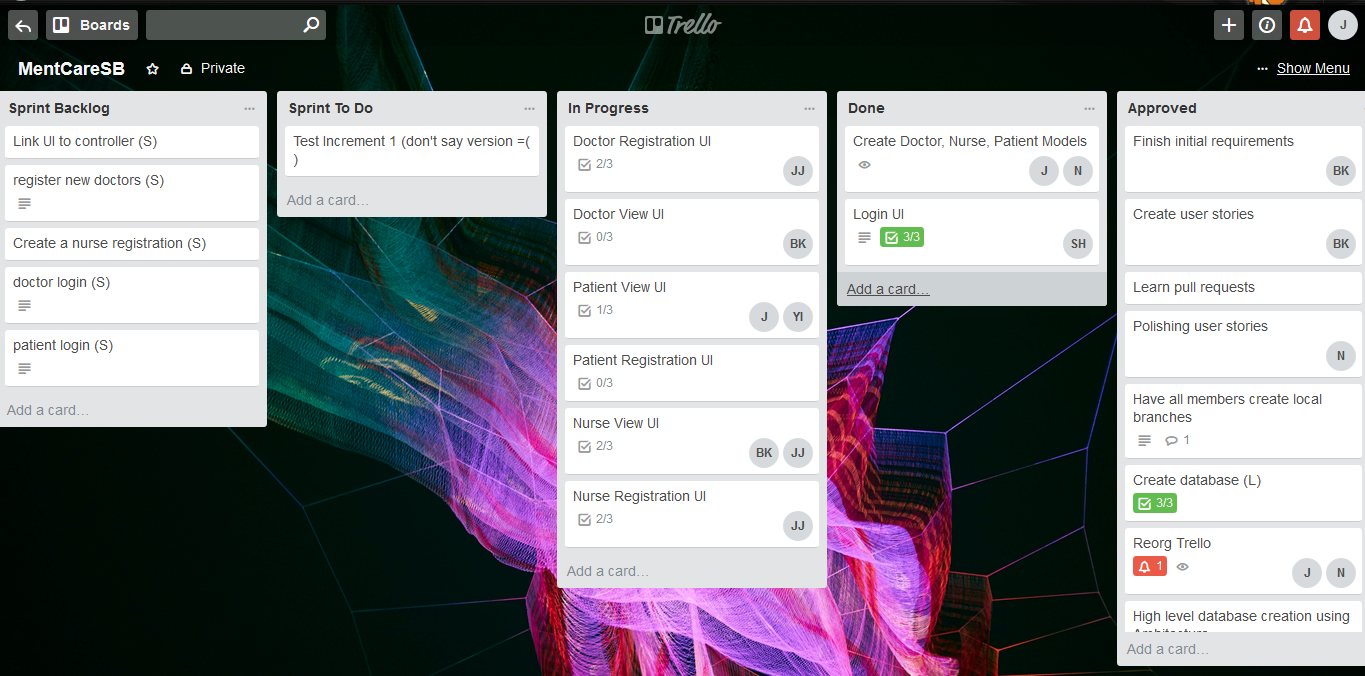 Boards
Trello
J
MentCareSB
Private
... Show Menu
Sprint Backlog
...
Link UI to controller (S)
register new doctors (S)
Create a nurse registration (S)
doctor login (S)
patient login (S)
Add a card...
Sprint To Do
...
Test Increment 1 (don't say version =(
)
Add a card...
In Progress
...
Doctor Registration UI
2/3
JJ
Doctor View UI
0/3
BK
Patient View UI
1/3
J YI
Patient Registration UI
0/3
Nurse View UI
2/3
BK JJ
Nurse Registration UI
2/3
JJ
Add a card...
Done
...
Create Doctor, Nurse, Patient Models
J N
Login UI
3/3
SH
Add a card...
Approved
Finish initial requirements
BK
Create user stories
BK
Learn pull requests
Polishing user stories
N
Have all members create local
branches
1
Create database (L)
3/3
Reorg Trello
1
J N
High level database creation using
Architecture
Add a card...